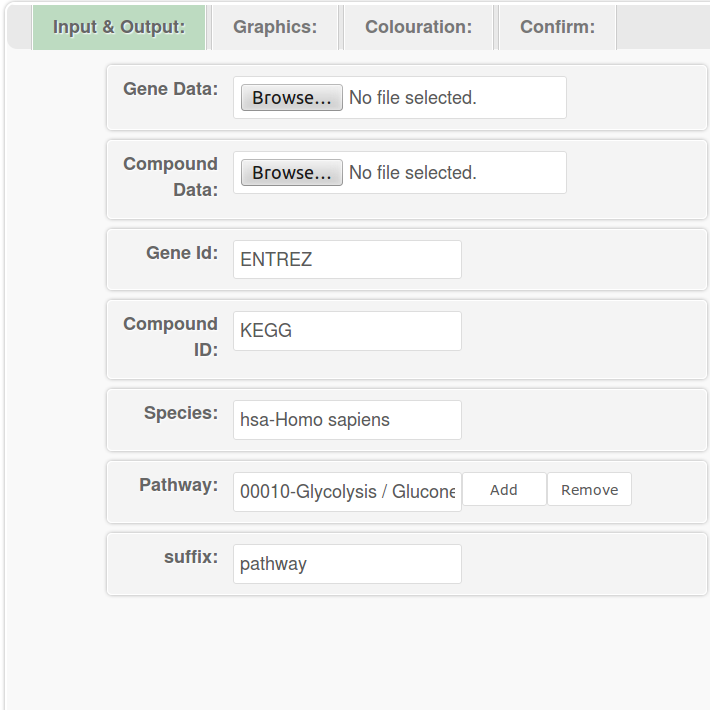 Input & Output: Graphics: Colouration: Confirm:
Gene Data: Browse... No file selected.
Compound
Data: Browse... No file selected.
Gene Id: ENTREZ
Compound
ID: KEGG
Species: hsa-Homo sapiens
Pathway: 00010-Glycolysis / Glucone Add Remove
suffix: pathway